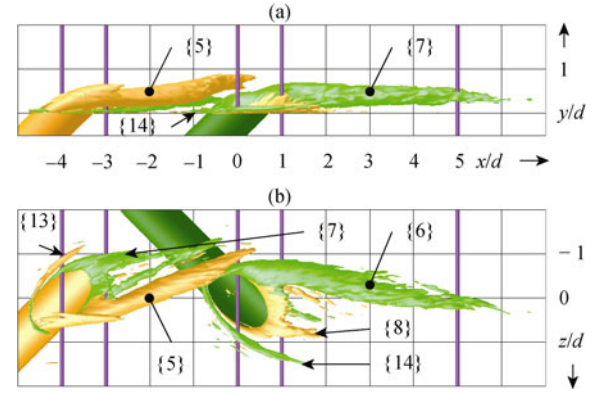 (a)
{5}
{7}
1
{14}
y/d
−4 −3 −2 −1 0 1 2 3 4 5 x/d
(b)
{13}
{7}
{6}
−1
0
{8}
z/d
{5}
{14}